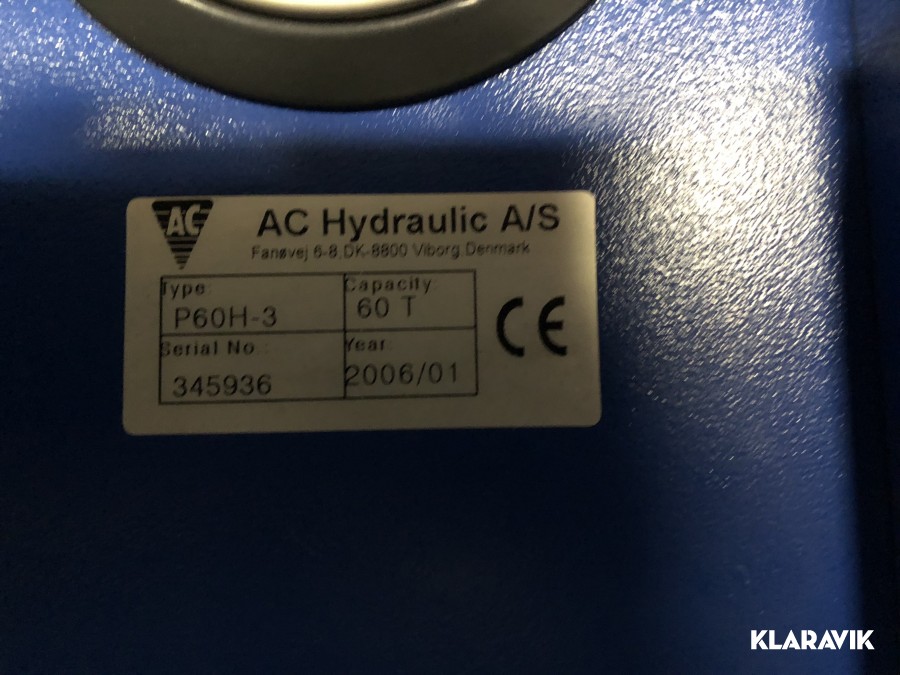 AC
AC Hydraulic A/S
Fanøvej 6-8, DK-8800 Viborg, Denmark
Type:
Capacity
P60H-3
60 T
Serial No.:
Year
345936
2006/01
CE
KLARAVIK